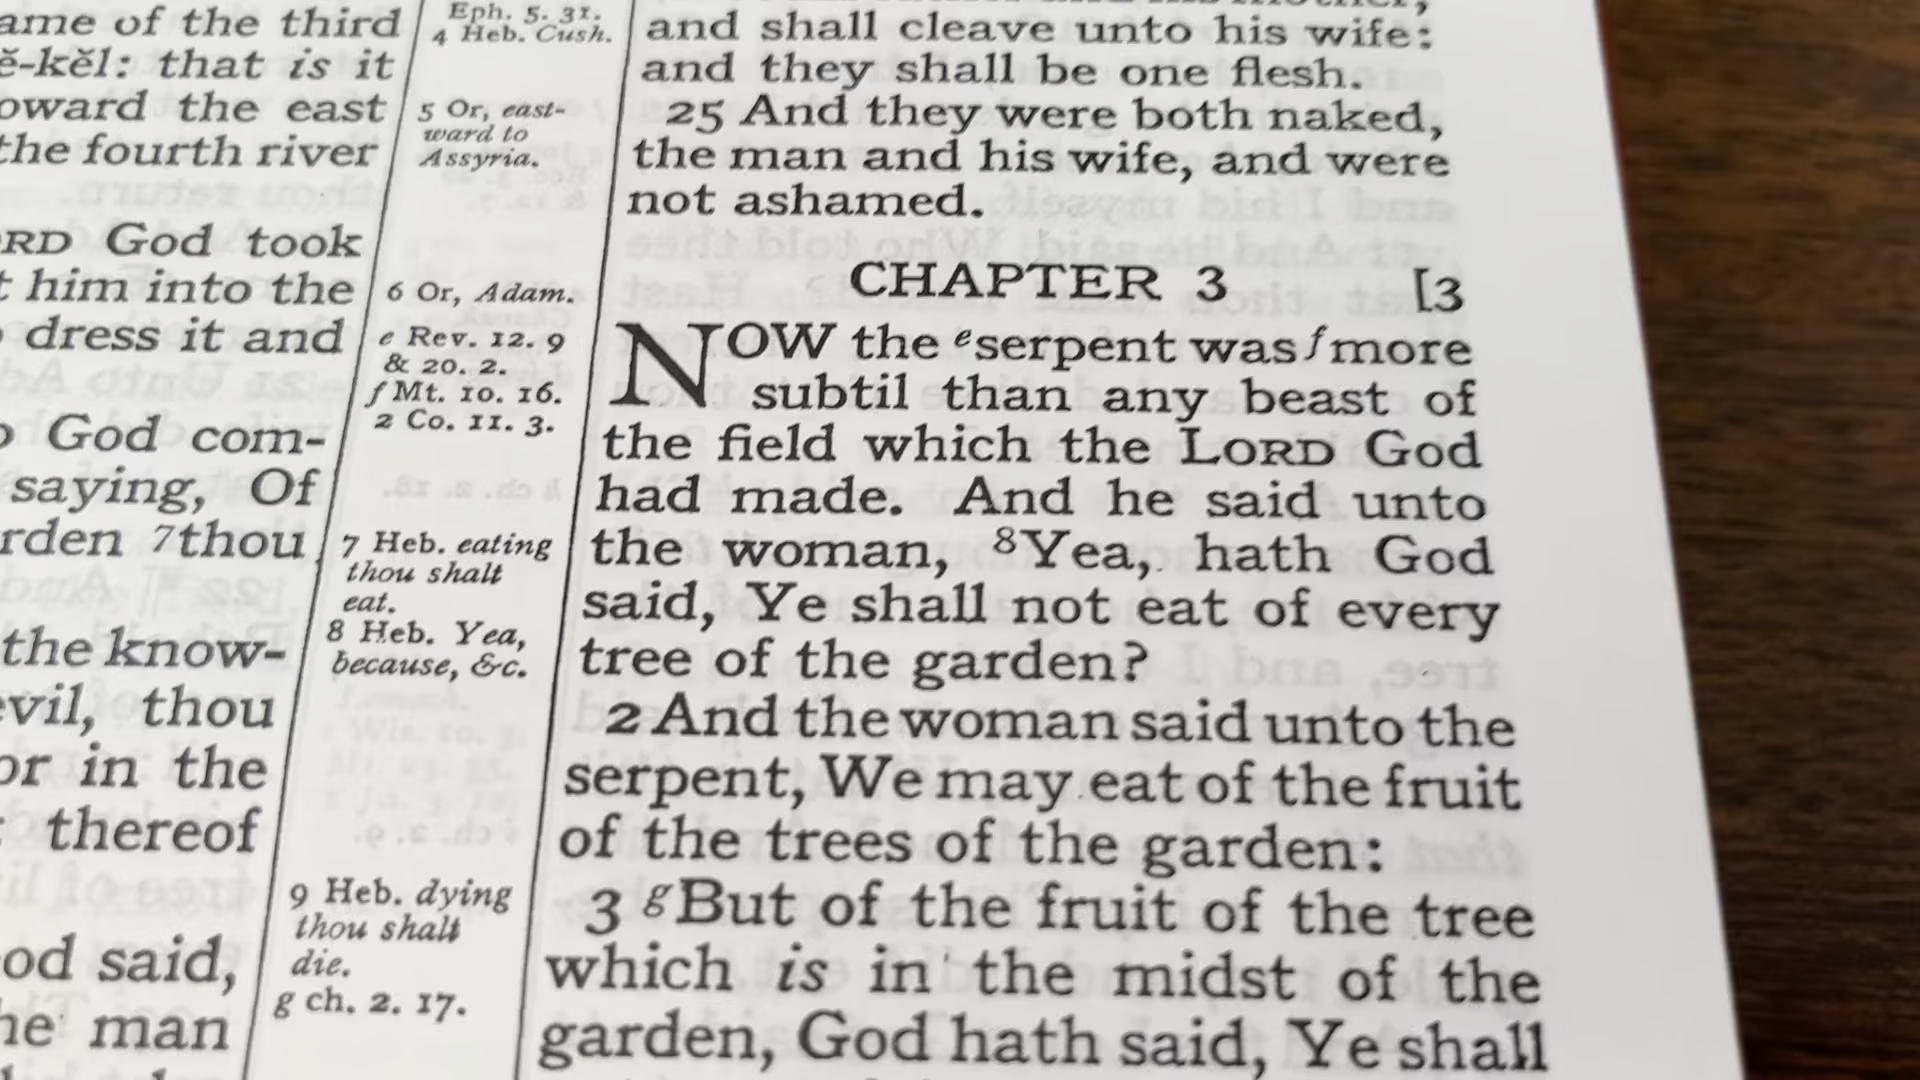 ame of the third
ĕ-kĕl: that is it
oward the east
the fourth river
RD God took
t him into the
dress it and
God com-
saying, Of
rden 7thou
the know-
evil, thou
or in the
thereof
od said,
he man
Eph. 5. 31.
4 Heb. Cush.
5 Or, east-
ward to
Assyria.
6 Or, Adam.
e Rev. 12. 9
& 20. 2.
f Mt. 10. 16.
2 Co. 11. 3.
7 Heb. eating
thou shalt
eat.
8 Heb. Yea,
because, &c.
9 Heb. dying
thou shalt
die.
g ch. 2. 17.
and shall cleave unto his wife:
and they shall be one flesh.
25 And they were both naked,
the man and his wife, and were
not ashamed.
CHAPTER 3 [3
NOW the e serpent was f more
subtil than any beast of
the field which the LORD God
had made. And he said unto
the woman, 8Yea, hath God
said, Ye shall not eat of every
tree of the garden?
2 And the woman said unto the
serpent, We may eat of the fruit
of the trees of the garden:
3 g But of the fruit of the tree
which is in the midst of the
garden, God hath said, Ye shall